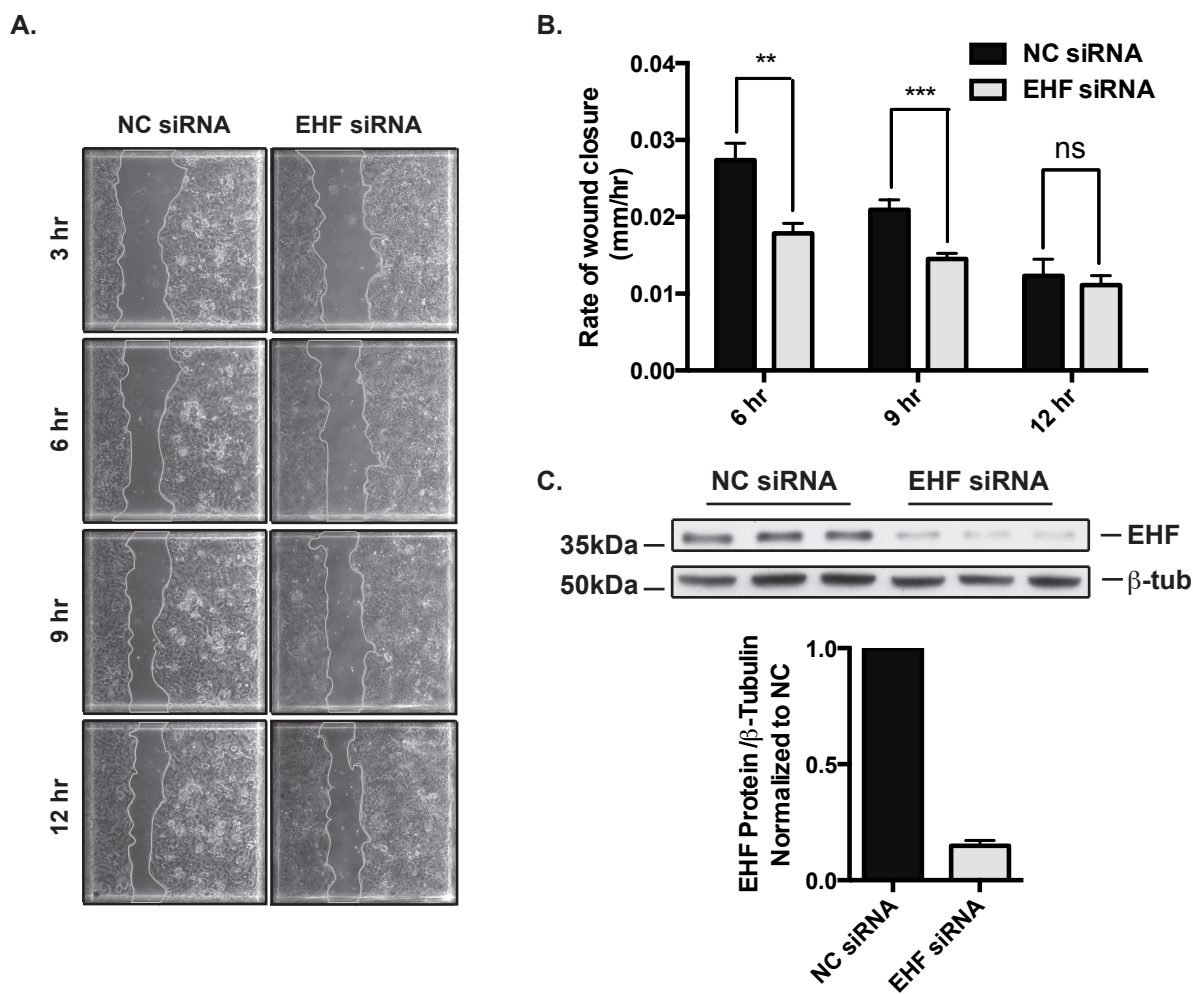 A.
NC siRNA EHF siRNA
3 hr
6 hr
9 hr
12 hr
B.
NC siRNA
EHF siRNA
Rate of wound closure
(mm/hr)
0.04
0.03
0.02
0.01
0.00
**
***
ns
6 hr
9 hr
12 hr
C.
NC siRNA EHF siRNA
35kDa
EHF
50kDa
β-tub
EHF Protein/β-Tubulin
Normalized to NC
1.0
0.5
0.0
NC siRNA
EHF siRNA